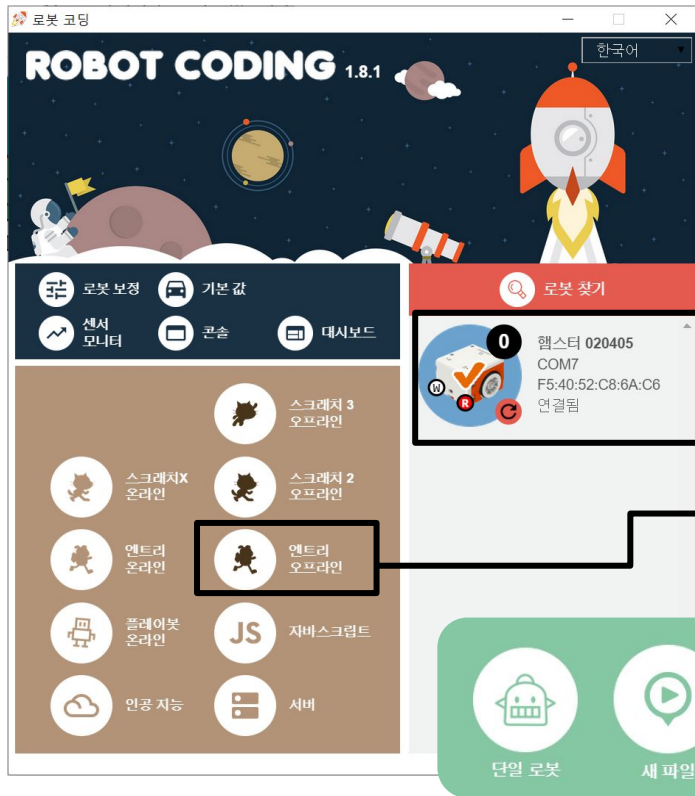 로봇 코딩
한국어
ROBOT CODING 1.8.1
로봇 보정
기본 값
센서
모니터
콘솔
대시보드
로봇 찾기
0
햄스터 020405
COM7
F5:40:52:C8:6A:C6
연결됨
W
R
스크래치 3
오프라인
스크래치X
온라인
스크래치 2
오프라인
엔트리
온라인
엔트리
오프라인
플레이봇
온라인
JS
자바스크립트
인공 지능
서버
단일 로봇
새 파일